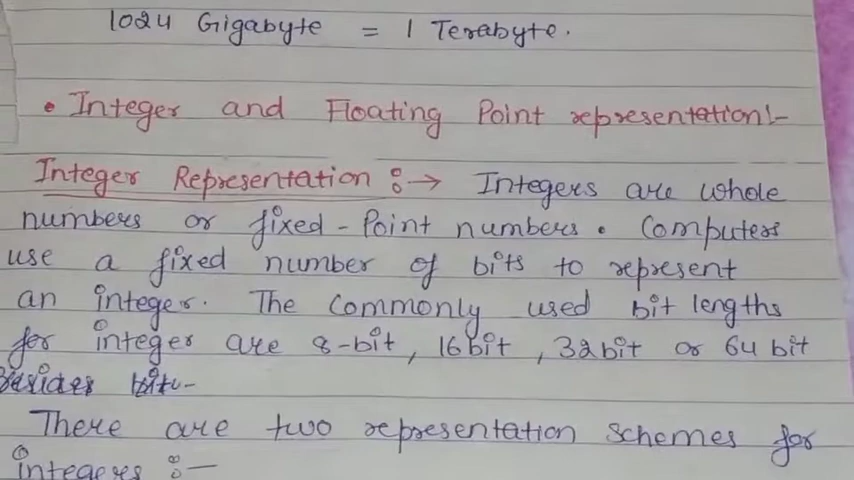 1024 Gigabyte = 1 Terabyte.
• Integer and Floating Point representation:-
Integer Representation :→ Integers are whole
numbers or fixed-Point numbers. Computers
use a fixed number of bits to represent
an integer. The commonly used bit lengths
for integer are 8-bit, 16bit, 32bit or 64 bit
There are two representation schemes for
integers :-